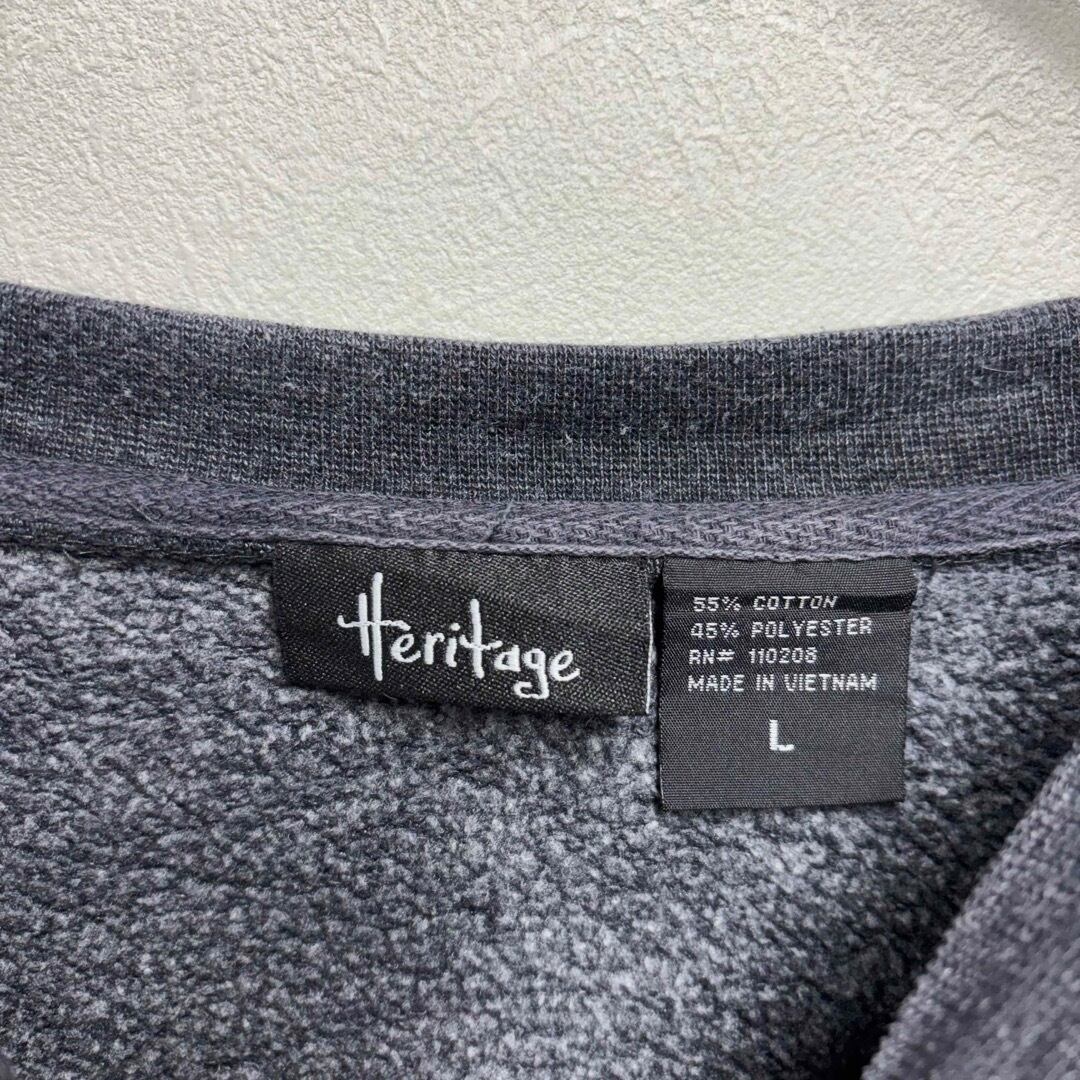 Heritage
55% COTTON
45% POLYESTER
RN# 110208
MADE IN VIETNAM
L